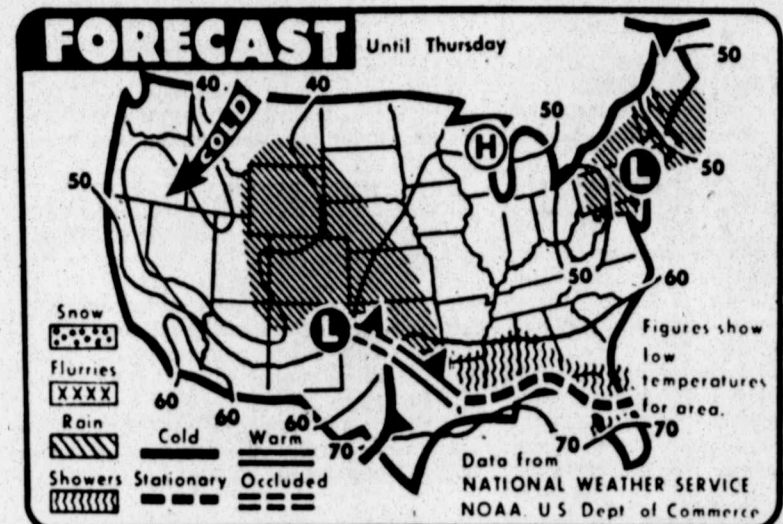 FORECAST Until Thursday
40
COLD
40
50
50
H
50
50
L
50
60
L
Snow
Flurries
XXXX
Rain
Showers
60
60
60
70
Cold
Warm
Stationary
Occluded
Figures show
low
temperatures
for area.
70
70
Data from
NATIONAL WEATHER SERVICE
NOAA. US Dept of Commerce